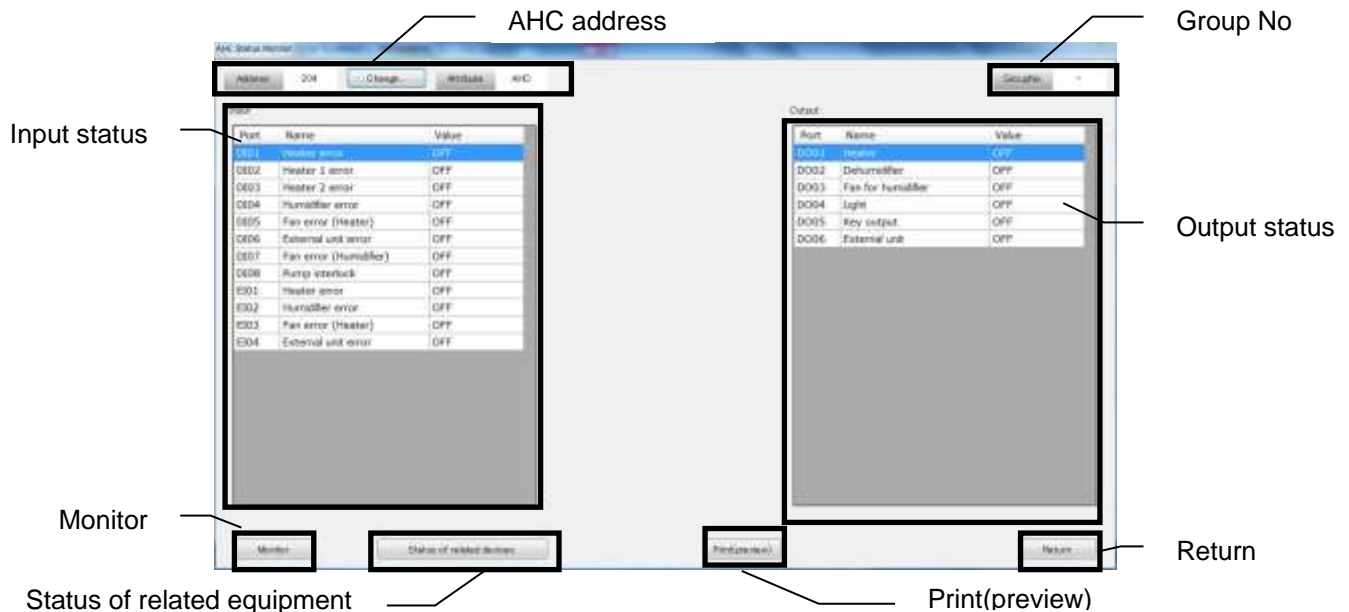 AHC address
Group No
AHC Status Monitor
Address 204 Change... Attribute AHC
GroupNo. -
Input
Output
Input status
Port Name Value
DI01 Heater error OFF
DI02 Heater 1 error OFF
DI03 Heater 2 error OFF
DI04 Humidifier error OFF
DI05 Fan error (Heater) OFF
DI06 External unit error OFF
DI07 Fan error (Humidifier) OFF
DI08 Pump interlock OFF
EI01 Heater error OFF
EI02 Humidifier error OFF
EI03 Fan error (Heater) OFF
EI04 External unit error OFF
Port Name Value
DO01 Heater OFF
DO02 Dehumidifier OFF
DO03 Fan for humidifier OFF
DO04 Light OFF
DO05 Key output OFF
DO06 External unit OFF
Output status
Monitor
Monitor
Status of related devices
Print(preview)
Return
Return
Status of related equipment
Print(preview)